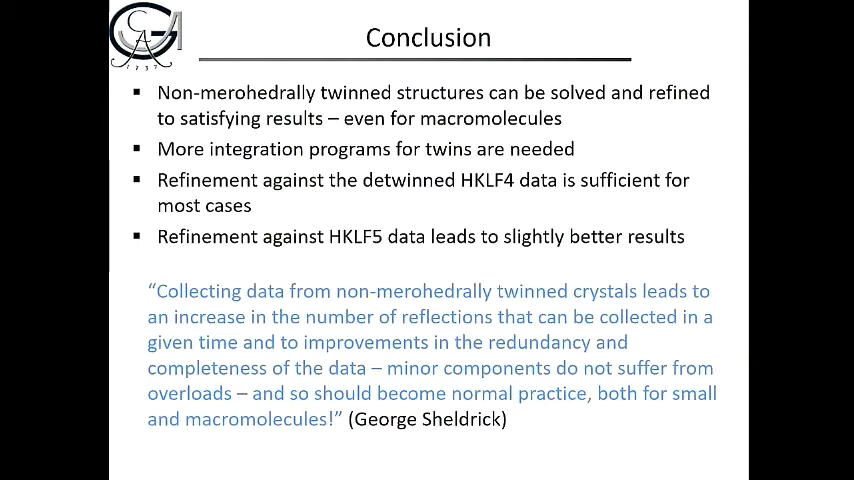 GA
1737
Conclusion
▪ Non-merohedrally twinned structures can be solved and refined
to satisfying results – even for macromolecules
▪ More integration programs for twins are needed
▪ Refinement against the detwinned HKLF4 data is sufficient for
most cases
▪ Refinement against HKLF5 data leads to slightly better results
“Collecting data from non-merohedrally twinned crystals leads to
an increase in the number of reflections that can be collected in a
given time and to improvements in the redundancy and
completeness of the data – minor components do not suffer from
overloads – and so should become normal practice, both for small
and macromolecules!” (George Sheldrick)